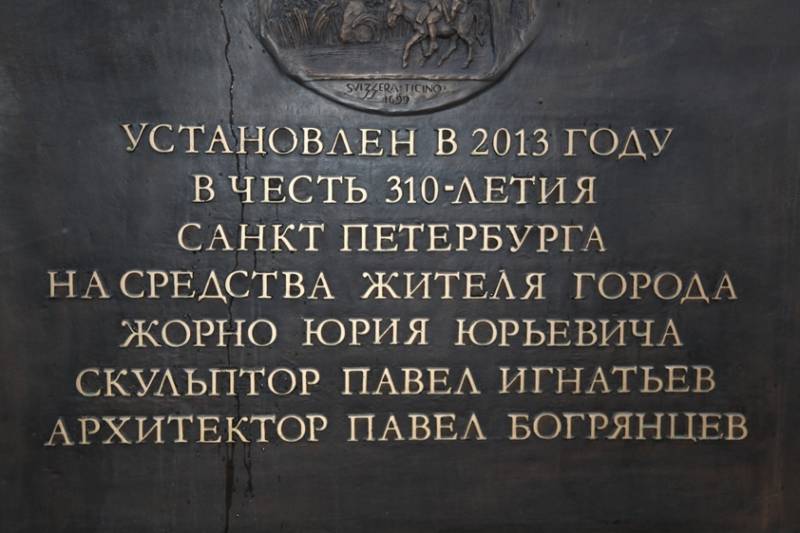 SVIZZERA TICINO
1699
УСТАНОВЛЕН В 2013 ГОДУ
В ЧЕСТЬ 310-ЛЕТИЯ
САНКТ ПЕТЕРБУРГА
НА СРЕДСТВА ЖИТЕЛЯ ГОРОДА
ЖОРНО ЮРИЯ ЮРЬЕВИЧА
СКУЛЬПТОР ПАВЕЛ ИГНАТЬЕВ
АРХИТЕКТОР ПАВЕЛ БОГРЯНЦЕВ